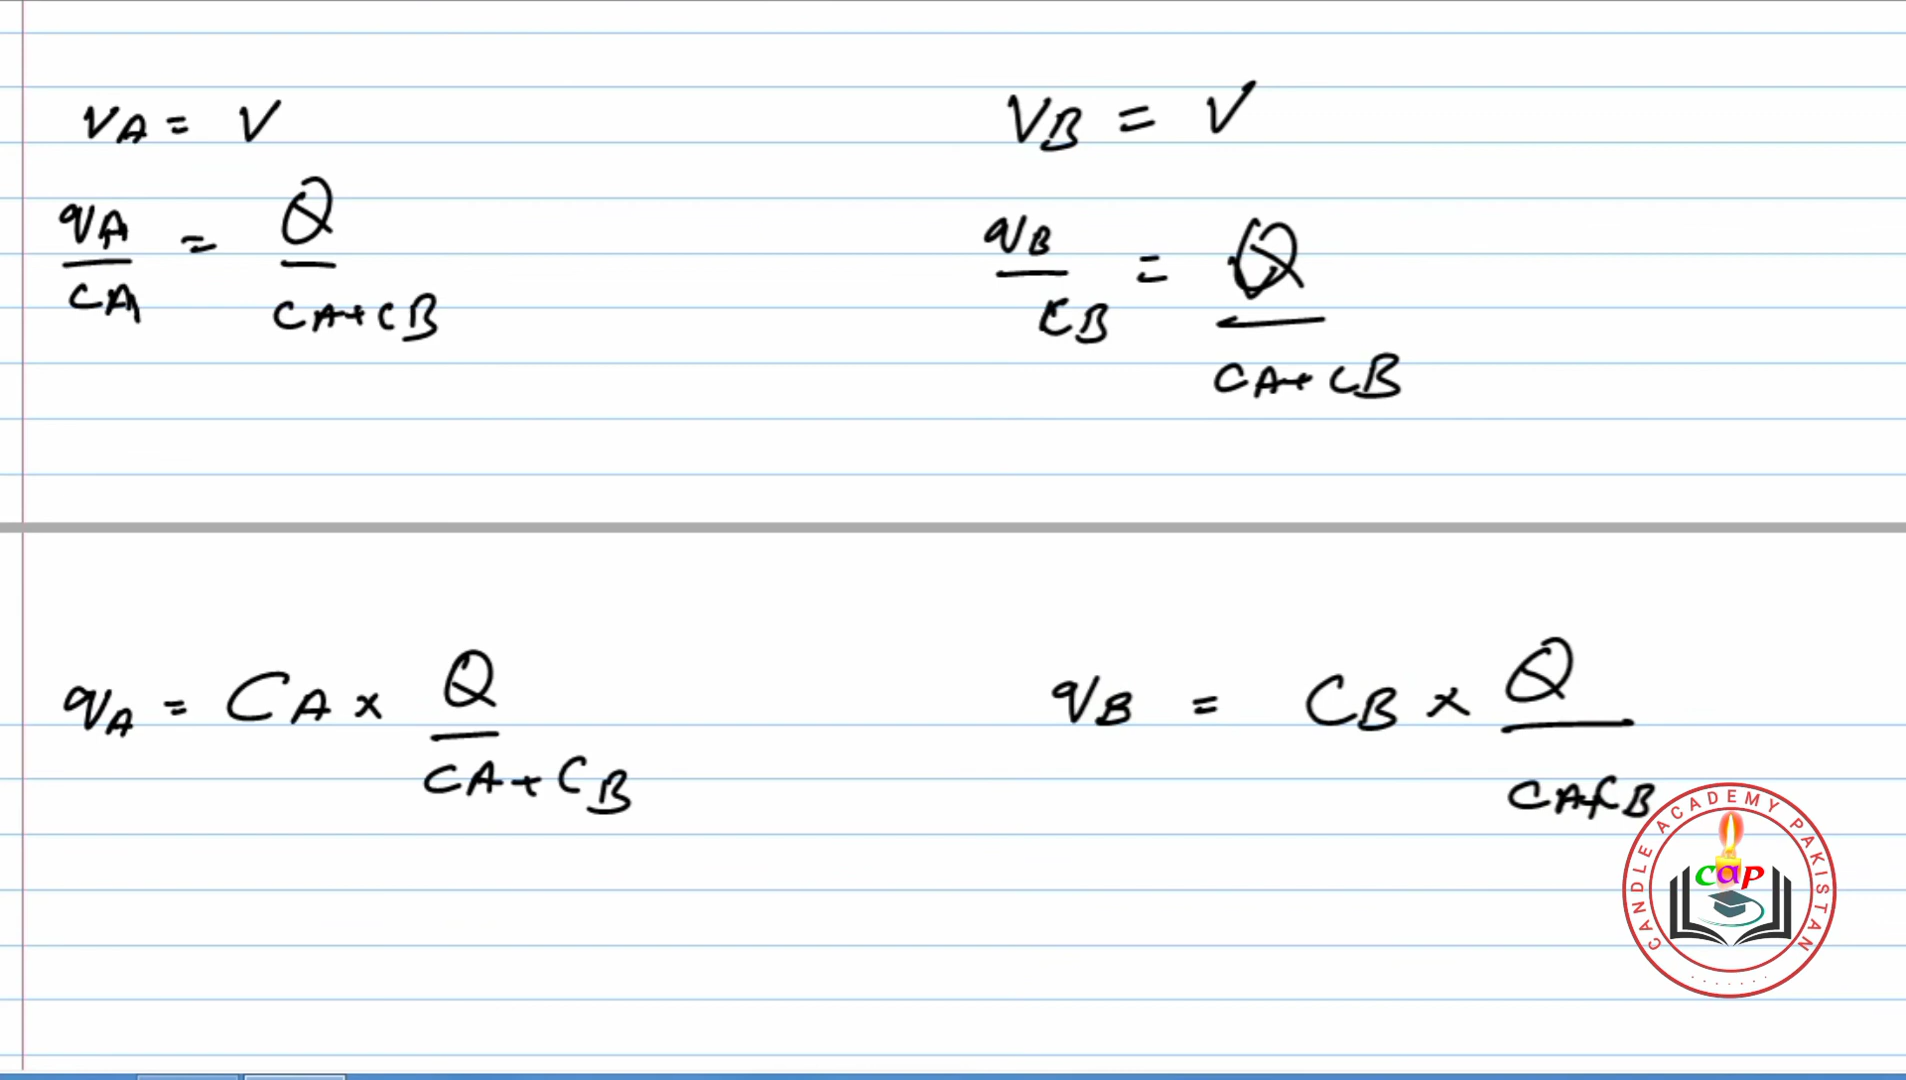 VA = V
VB = V
qA/CA = Q/CA+CB
qB/CB = Q/CA+CB
qA = CA × Q/CA+CB
qB = CB × Q/CA+CB
CANDLE ACADEMY PAKISTAN
cap